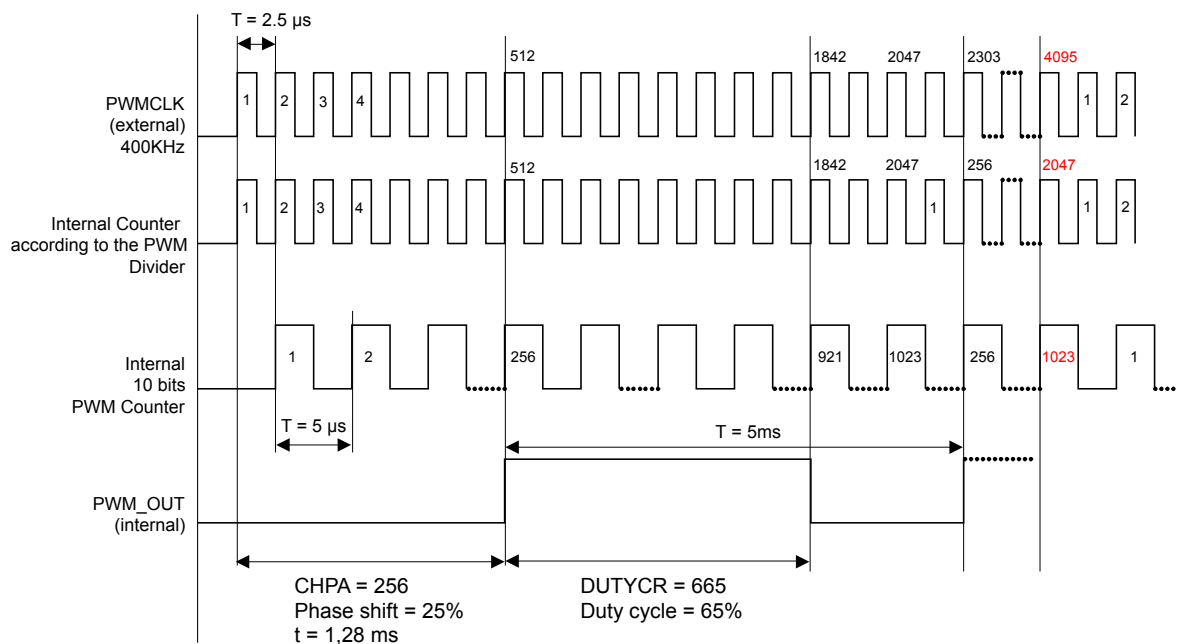 T = 2.5 µs
512
1842
2047
2303
4095
PWMCLK
(external)
400KHz
1
2
3
4
1
2
512
1842
2047
256
2047
Internal Counter
according to the PWM
Divider
1
2
3
4
1
1
2
Internal
10 bits
PWM Counter
1
2
256
921
1023
256
1023
1
T = 5 µs
T = 5ms
PWM_OUT
(internal)
CHPA = 256
Phase shift = 25%
t = 1,28 ms
DUTYCR = 665
Duty cycle = 65%